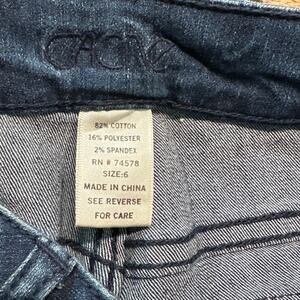 CACHE
82% COTTON
16% POLYESTER
2% SPANDEX
RN # 74578
SIZE:6
MADE IN CHINA
SEE REVERSE
FOR CARE